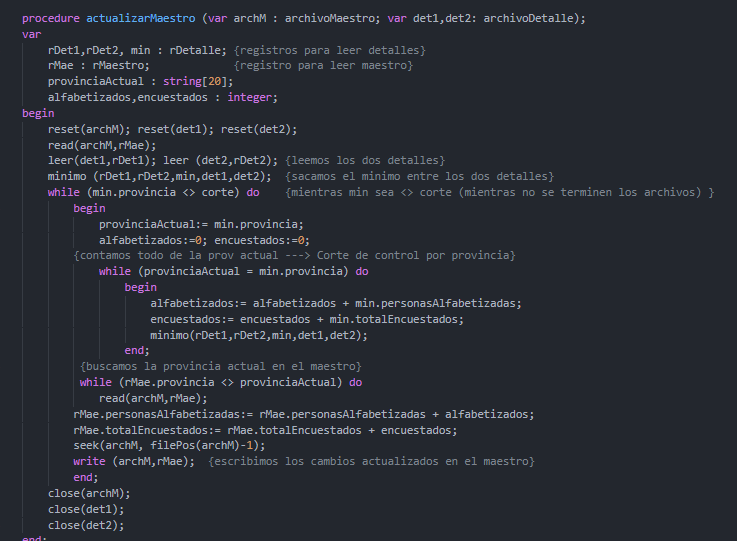 procedure actualizarMaestro (var archM : archivoMaestro; var det1,det2: archivoDetalle);
var
    rDet1,rDet2, min : rDetalle; {registros para leer detalles}
    rMae : rMaestro;             {registro para leer maestro}
    provinciaActual : string[20];
    alfabetizados,encuestados : integer;
begin
    reset(archM); reset(det1); reset(det2);
    read(archM,rMae);
    leer(det1,rDet1); leer (det2,rDet2); {leemos los dos detalles}
    minimo (rDet1,rDet2,min,det1,det2);  {sacamos el minimo entre los dos detalles}
    while (min.provincia <> corte) do    {mientras min sea <> corte (mientras no se terminen los archivos) }
        begin
            provinciaActual:= min.provincia;
            alfabetizados:=0; encuestados:=0;
        {contamos todo de la prov actual ---> Corte de control por provincia}
            while (provinciaActual = min.provincia) do
                begin
                    alfabetizados:= alfabetizados + min.personasAlfabetizadas;
                    encuestados:= encuestados + min.totalEncuestados;
                    minimo(rDet1,rDet2,min,det1,det2);
                end;
         {buscamos la provincia actual en el maestro}
         while (rMae.provincia <> provinciaActual) do
            read(archM,rMae);
        rMae.personasAlfabetizadas:= rMae.personasAlfabetizadas + alfabetizados;
        rMae.totalEncuestados:= rMae.totalEncuestados + encuestados;
        seek(archM, filePos(archM)-1);
        write (archM,rMae);  {escribimos los cambios actualizados en el maestro}
        end;
    close(archM);
    close(det1);
    close(det2);
end;